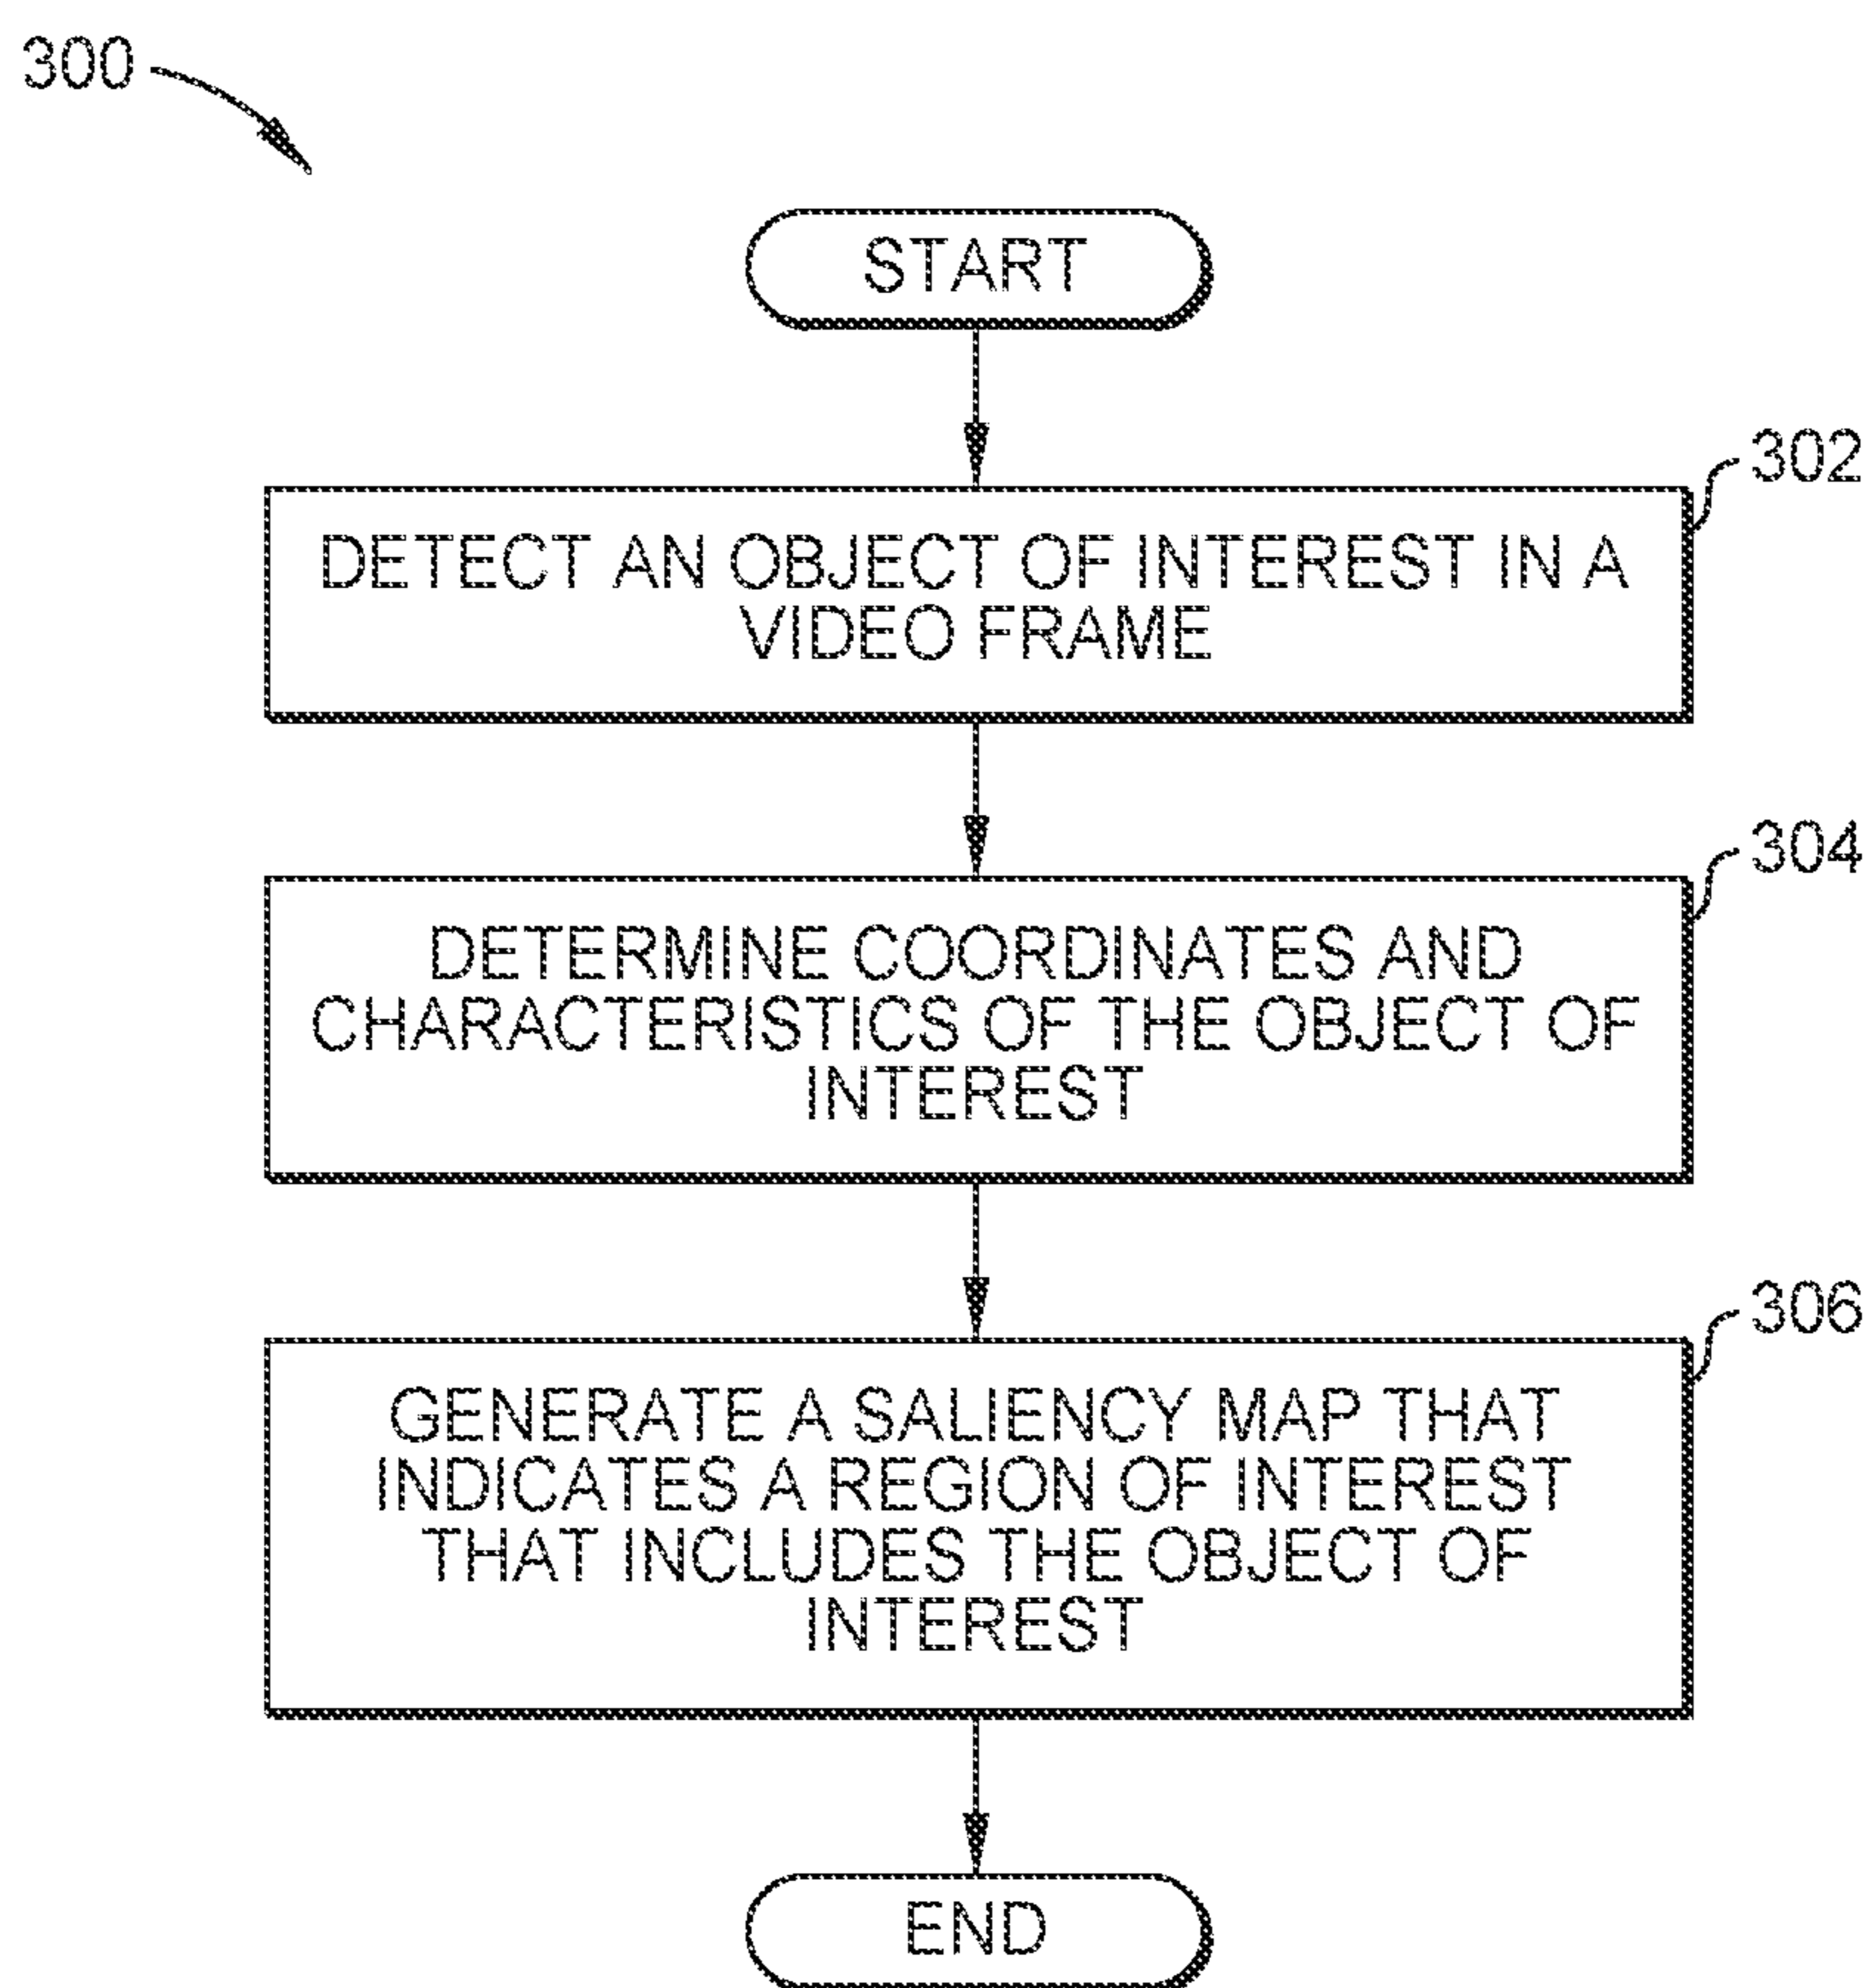 300
START
302
DETECT AN OBJECT OF INTEREST IN A
VIDEO FRAME
304
DETERMINE COORDINATES AND
CHARACTERISTICS OF THE OBJECT OF
INTEREST
306
GENERATE A SALIENCY MAP THAT
INDICATES A REGION OF INTEREST
THAT INCLUDES THE OBJECT OF
INTEREST
END